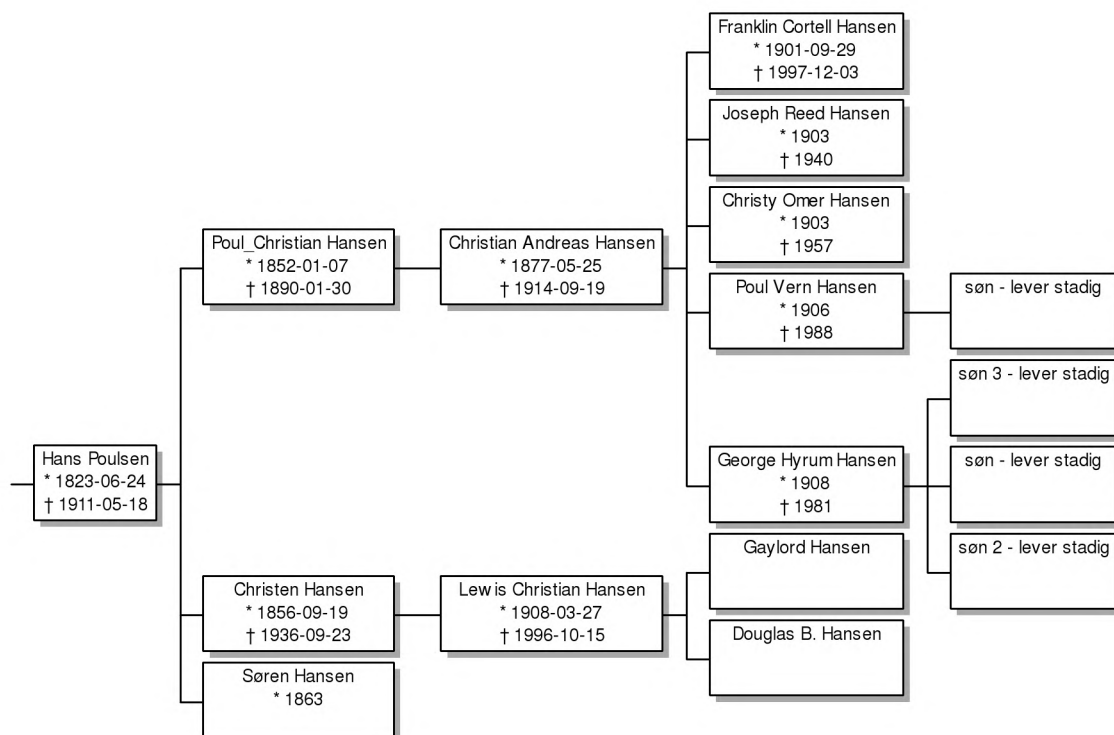 Franklin Cortell Hansen
* 1901-09-29
† 1997-12-03
Joseph Reed Hansen
* 1903
† 1940
Christy Omer Hansen
* 1903
† 1957
Poul_Christian Hansen
* 1852-01-07
† 1890-01-30
Christian Andreas Hansen
* 1877-05-25
† 1914-09-19
Poul Vern Hansen
* 1906
† 1988
søn - lever stadig
søn 3 - lever stadig
Hans Poulsen
* 1823-06-24
† 1911-05-18
George Hyrum Hansen
* 1908
† 1981
søn - lever stadig
søn 2 - lever stadig
Gaylord Hansen
Christen Hansen
* 1856-09-19
† 1936-09-23
Lewis Christian Hansen
* 1908-03-27
† 1996-10-15
Douglas B. Hansen
Søren Hansen
* 1863